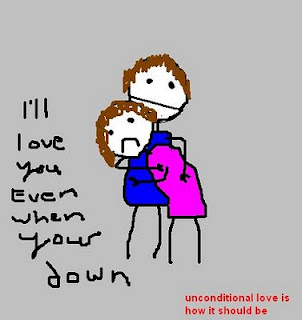 I'll
love
you
Even
when
your
down
unconditional love is
how it should be